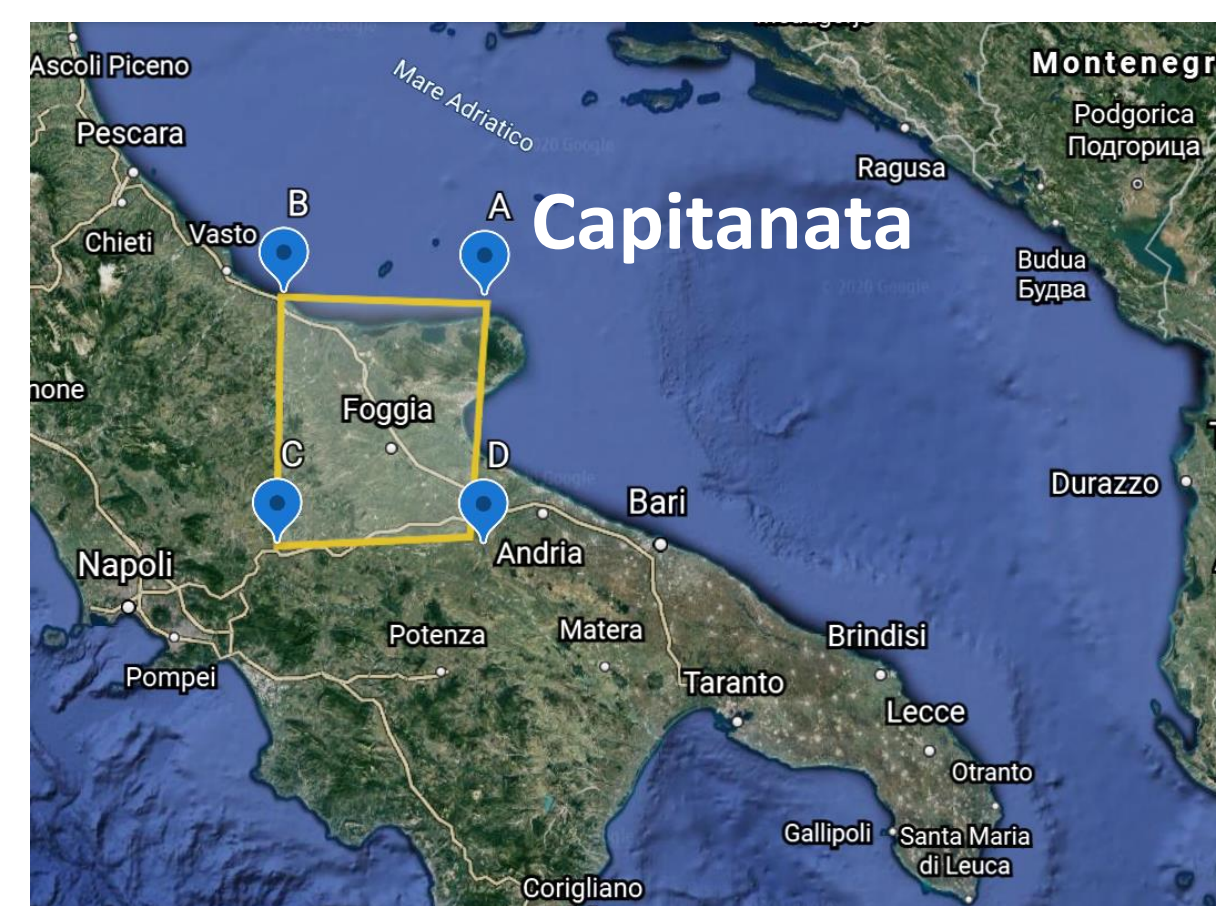 Ascoli Piceno
Mare Adriatico
Montenegr
Pescara
Podgorica
Подгорица
Ragusa
B
A
Capitanata
Chieti
Vasto
Budua
Будва
none
Foggia
C
D
Durazzo
Bari
Napoli
Andria
Potenza
Matera
Brindisi
Pompei
Taranto
Lecce
Otranto
Gallipoli
Santa Maria
di Leuca
Corigliano